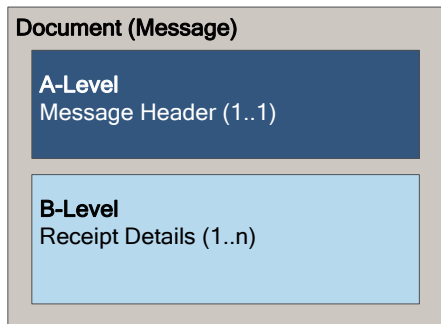 Document (Message)
A-Level
Message Header (1..1)
B-Level
Receipt Details (1..n)